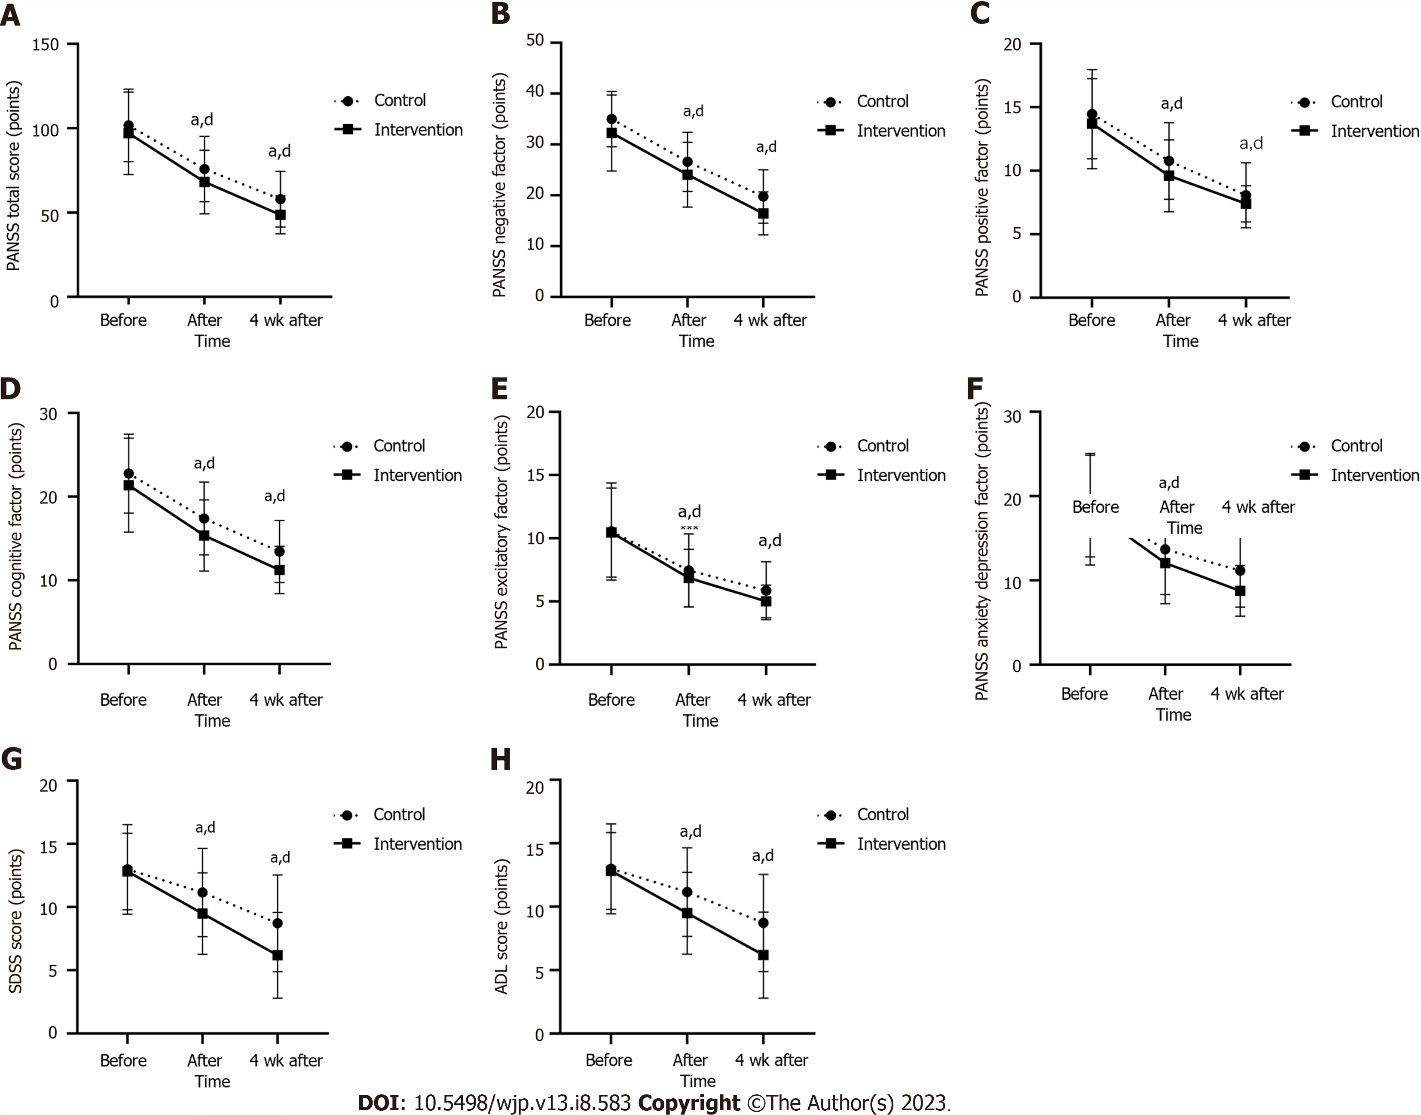 A
PANSS total score (points)
150
100
50
0
a,d
a,d
Control
Intervention
Before After 4 wk after
Time
B
PANSS negative factor (points)
50
40
30
20
10
0
a,d
a,d
Control
Intervention
Before After 4 wk after
Time
C
PANSS positive factor (points)
20
15
10
5
0
a,d
a,d
Control
Intervention
Before After 4 wk after
Time
D
PANSS cognitive factor (points)
30
20
10
0
a,d
a,d
Control
Intervention
Before After 4 wk after
Time
E
PANSS excitatory factor (points)
20
15
10
5
0
a,d
***
a,d
Control
Intervention
Before After 4 wk after
Time
F
PANSS anxiety depression factor (points)
30
20
10
0
a,d
Control
Intervention
Before After 4 wk after
Time
Before After 4 wk after
Time
G
SDSS score (points)
20
15
10
5
0
a,d
a,d
Control
Intervention
Before After 4 wk after
Time
H
ADL score (points)
20
15
10
5
0
a,d
a,d
Control
Intervention
Before After 4 wk after
Time
DOI: 10.5498/wjp.v13.i8.583 Copyright ©The Author(s) 2023.